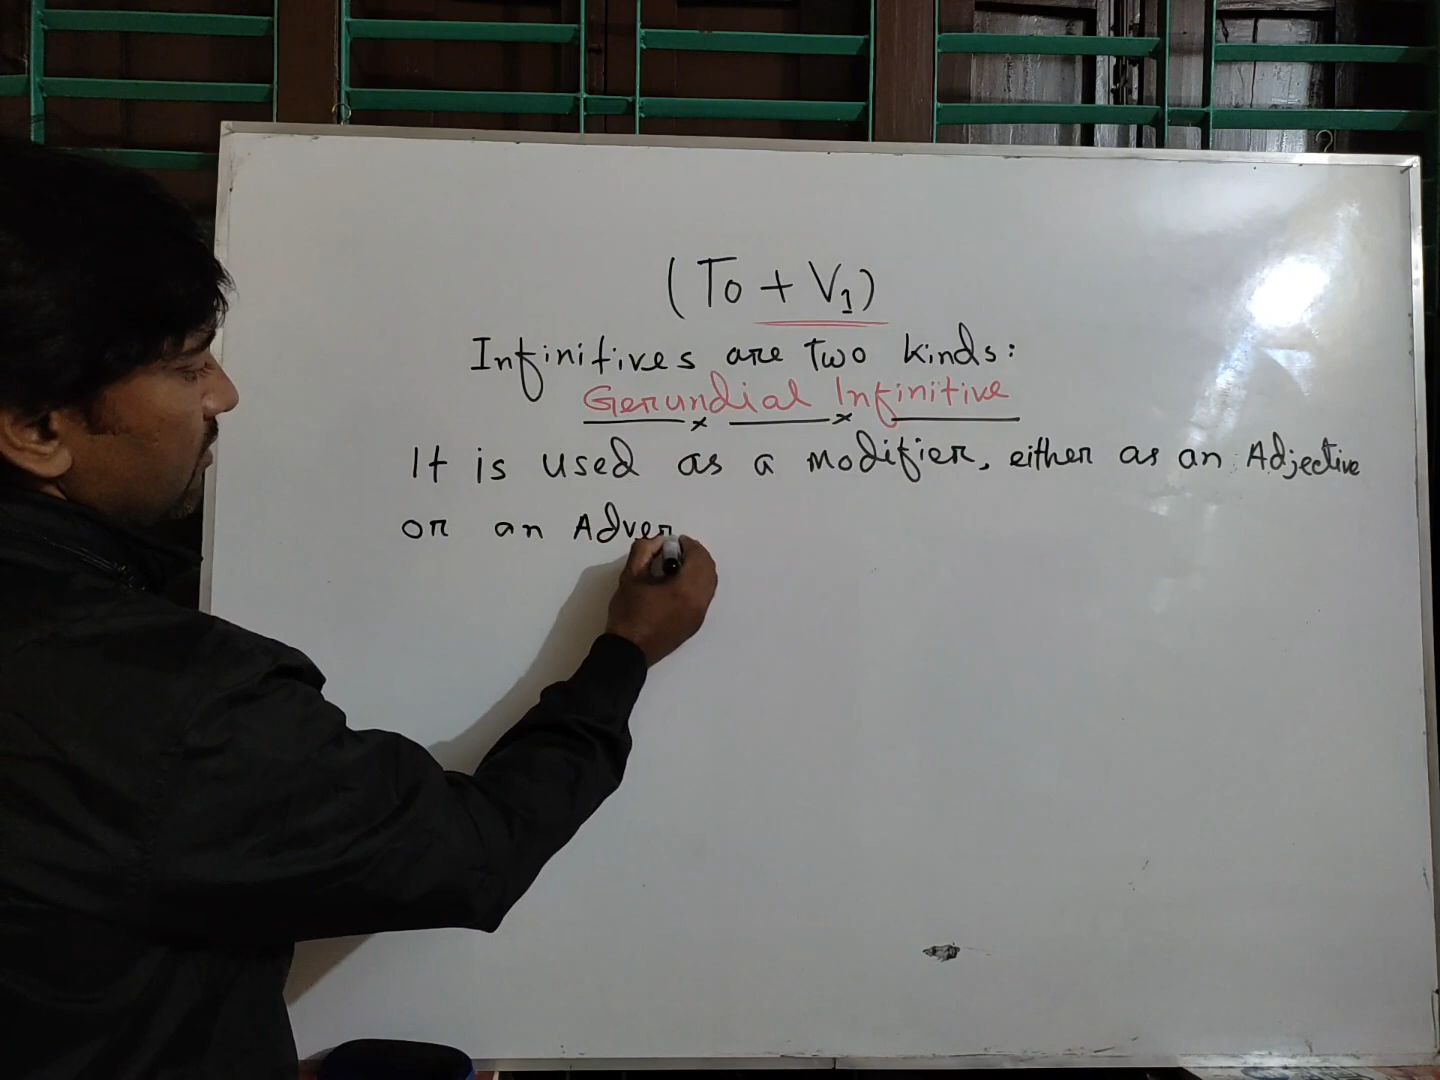 (To + V1)
Infinitives are Two kinds:
Gerundial Infinitive
It is used as a modifier, either as an Adjective
or an Adver